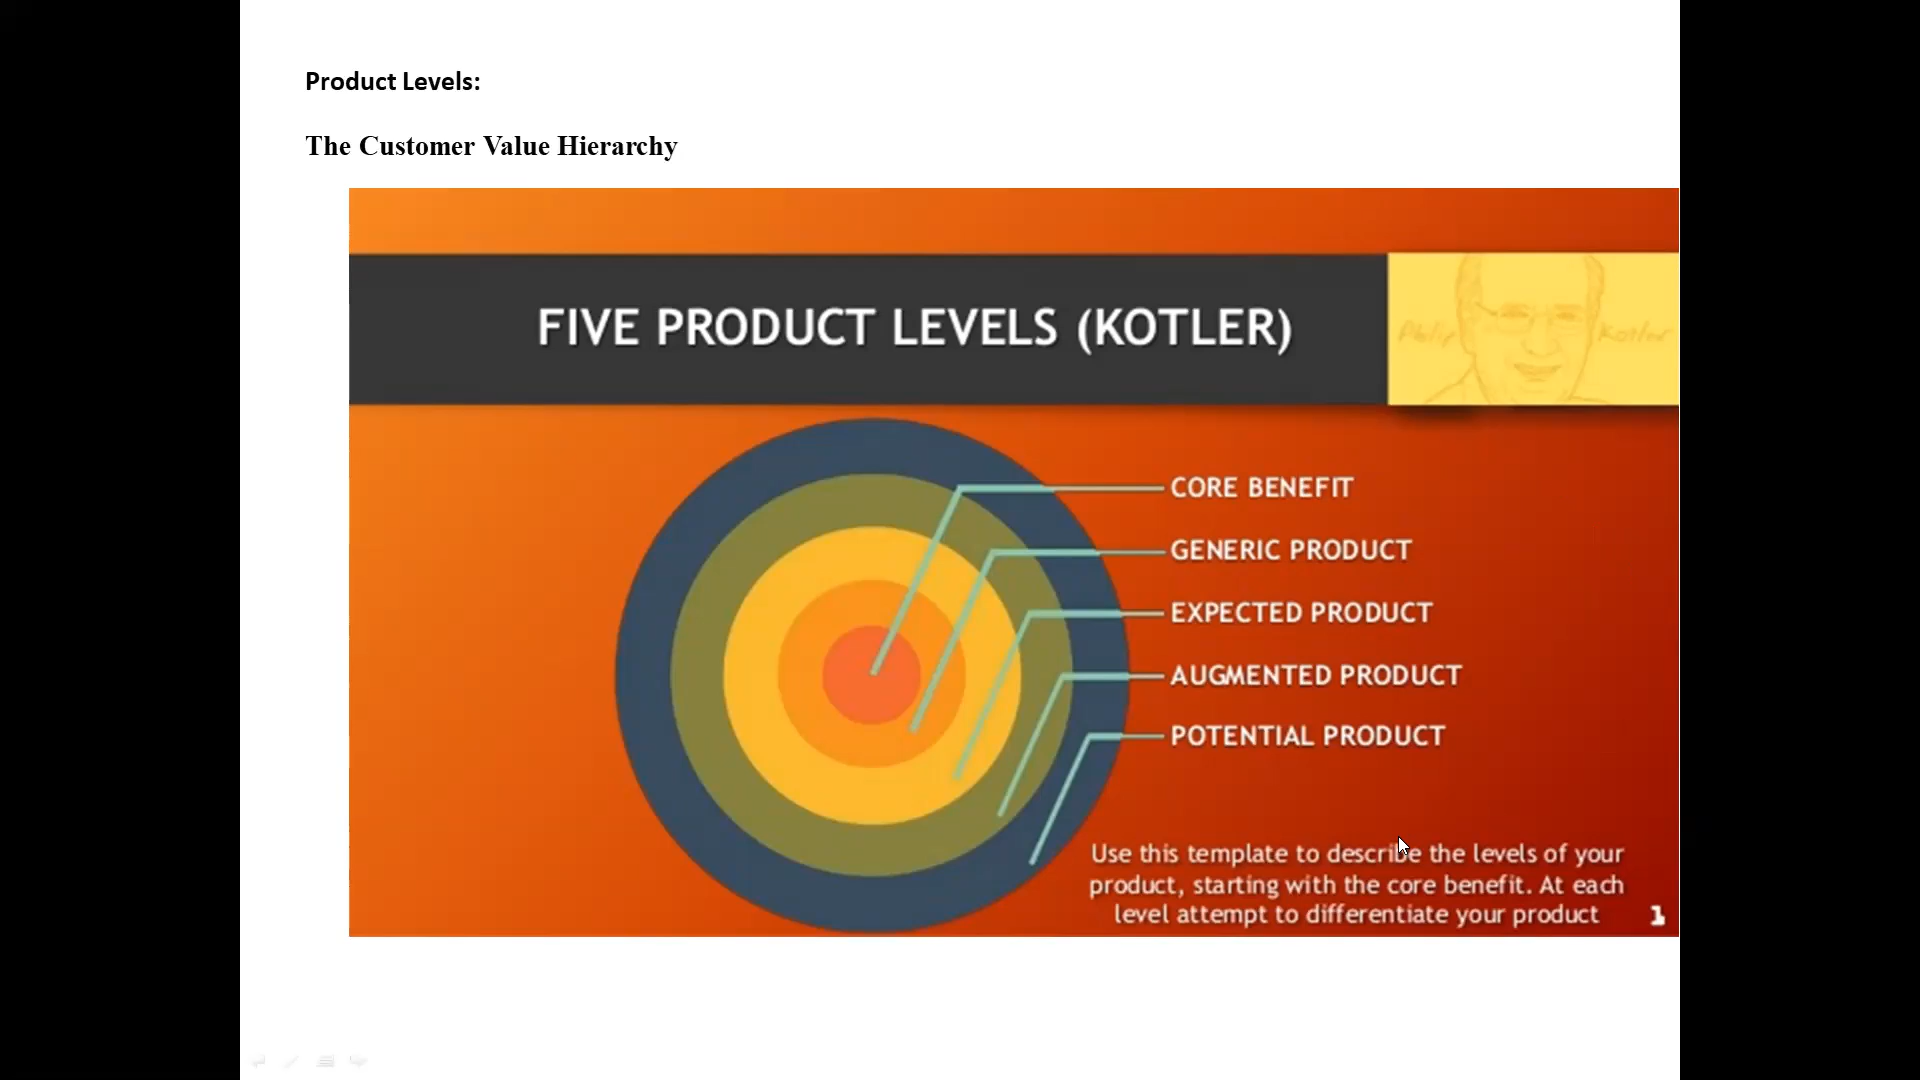 Product Levels:
The Customer Value Hierarchy
FIVE PRODUCT LEVELS (KOTLER)
Philip Kotler
CORE BENEFIT
GENERIC PRODUCT
EXPECTED PRODUCT
AUGMENTED PRODUCT
POTENTIAL PRODUCT
Use this template to describe the levels of your
product, starting with the core benefit. At each
level attempt to differentiate your product
1